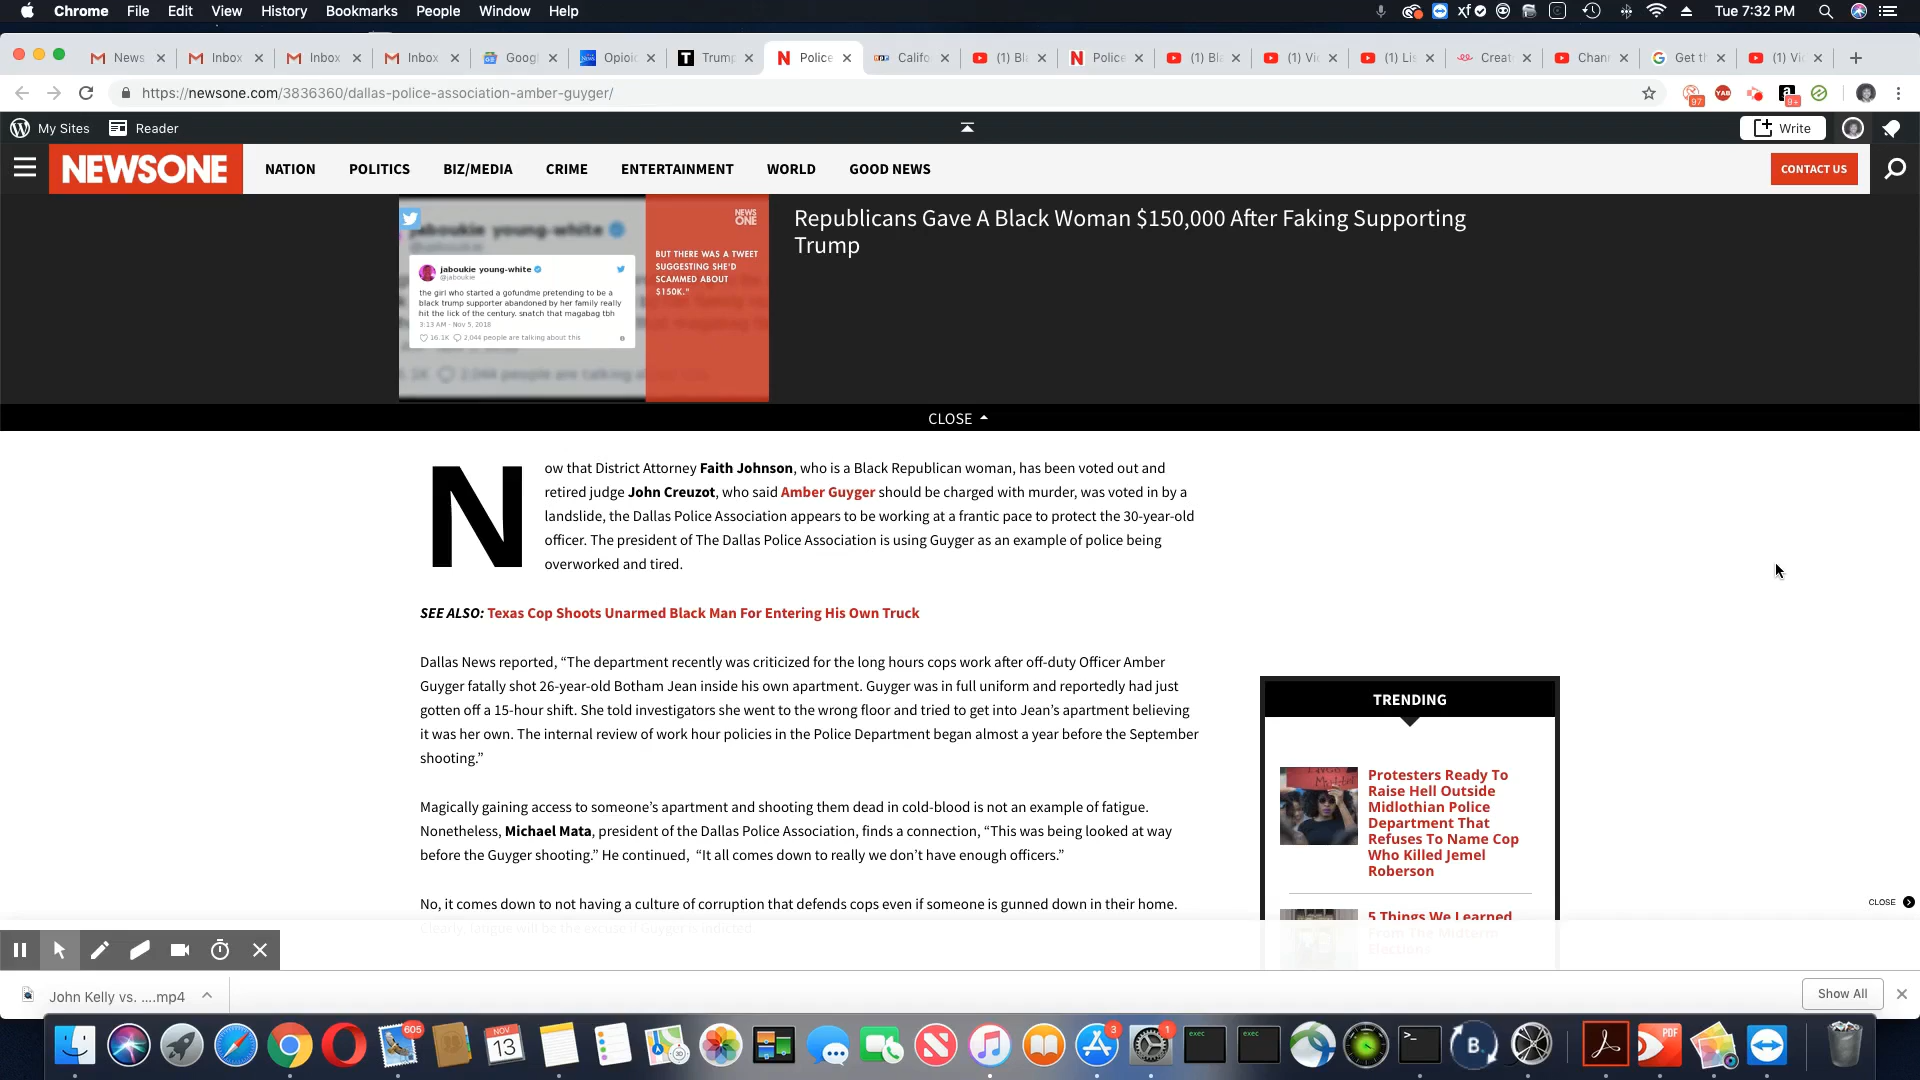 Chrome File Edit View History Bookmarks People Window Help
Tue 7:32 PM
News Inbox Inbox Inbox Googl Opioi Trump Police Califo (1) Bl Police (1) Bl (1) Vi (1) Li Creat Chan Get t (1) Vi
https://newsone.com/3836360/dallas-police-association-amber-guyger/
97 9+
My Sites Reader
Write
NEWSONE NATION POLITICS BIZ/MEDIA CRIME ENTERTAINMENT WORLD GOOD NEWS CONTACT US
jaboukie young-white
jaboukie young-white
@jaboukie
the girl who started a gofundme pretending to be a
black trump supporter abandoned by her family really
hit the lick of the century. snatch that magabag tbh
3:13 AM - Nov 5, 2018
16.1K 2,044 people are talking about this
NEWS
ONE
BUT THERE WAS A TWEET
SUGGESTING SHE'D
SCAMMED ABOUT
$150K."
Republicans Gave A Black Woman $150,000 After Faking Supporting
Trump
CLOSE
Now that District Attorney Faith Johnson, who is a Black Republican woman, has been voted out and
retired judge John Creuzot, who said Amber Guyger should be charged with murder, was voted in by a
landslide, the Dallas Police Association appears to be working at a frantic pace to protect the 30-year-old
officer. The president of The Dallas Police Association is using Guyger as an example of police being
overworked and tired.
SEE ALSO: Texas Cop Shoots Unarmed Black Man For Entering His Own Truck
Dallas News reported, “The department recently was criticized for the long hours cops work after off-duty Officer Amber
Guyger fatally shot 26-year-old Botham Jean inside his own apartment. Guyger was in full uniform and reportedly had just
gotten off a 15-hour shift. She told investigators she went to the wrong floor and tried to get into Jean’s apartment believing
it was her own. The internal review of work hour policies in the Police Department began almost a year before the September
shooting.”
Magically gaining access to someone’s apartment and shooting them dead in cold-blood is not an example of fatigue.
Nonetheless, Michael Mata, president of the Dallas Police Association, finds a connection, “This was being looked at way
before the Guyger shooting.” He continued, “It all comes down to really we don’t have enough officers.”
No, it comes down to not having a culture of corruption that defends cops even if someone is gunned down in their home.
Clearly, fatigue will be the excuse if Guyger is indicted.
TRENDING
Protesters Ready To
Raise Hell Outside
Midlothian Police
Department That
Refuses To Name Cop
Who Killed Jemel
Roberson
5 Things We Learned
From The Midterm
Elections
CLOSE
John Kelly vs. ....mp4
Show All
605
NOV
13
3
1
exec
exec
PDF